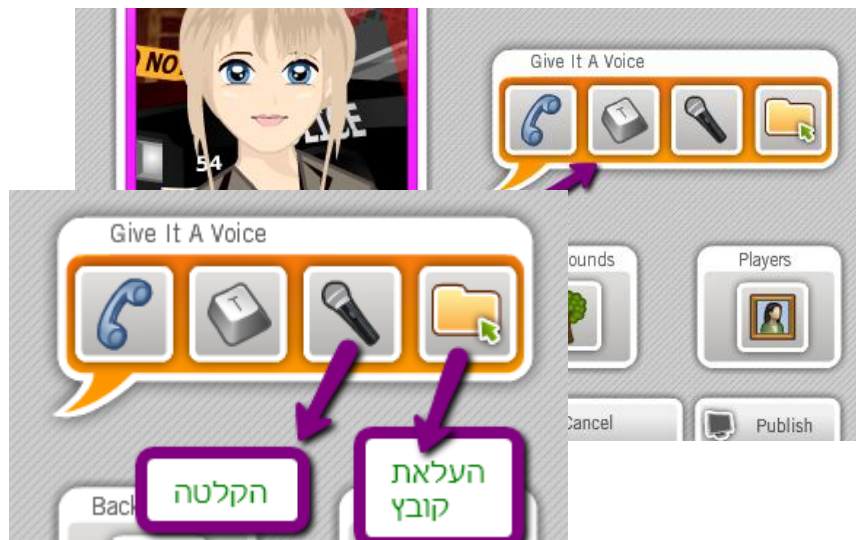 NO
LICE
54
Give It A Voice
T
ounds
Players
Cancel
Publish
Give It A Voice
T
הקלטה
העלאת
קובץ
Back